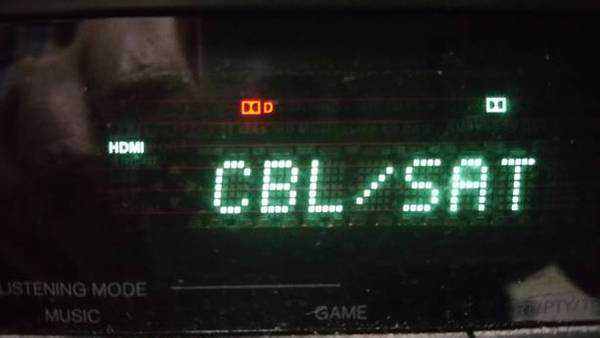 D
HDMI
CBL/SAT
LISTENING MODE
MUSIC
GAME